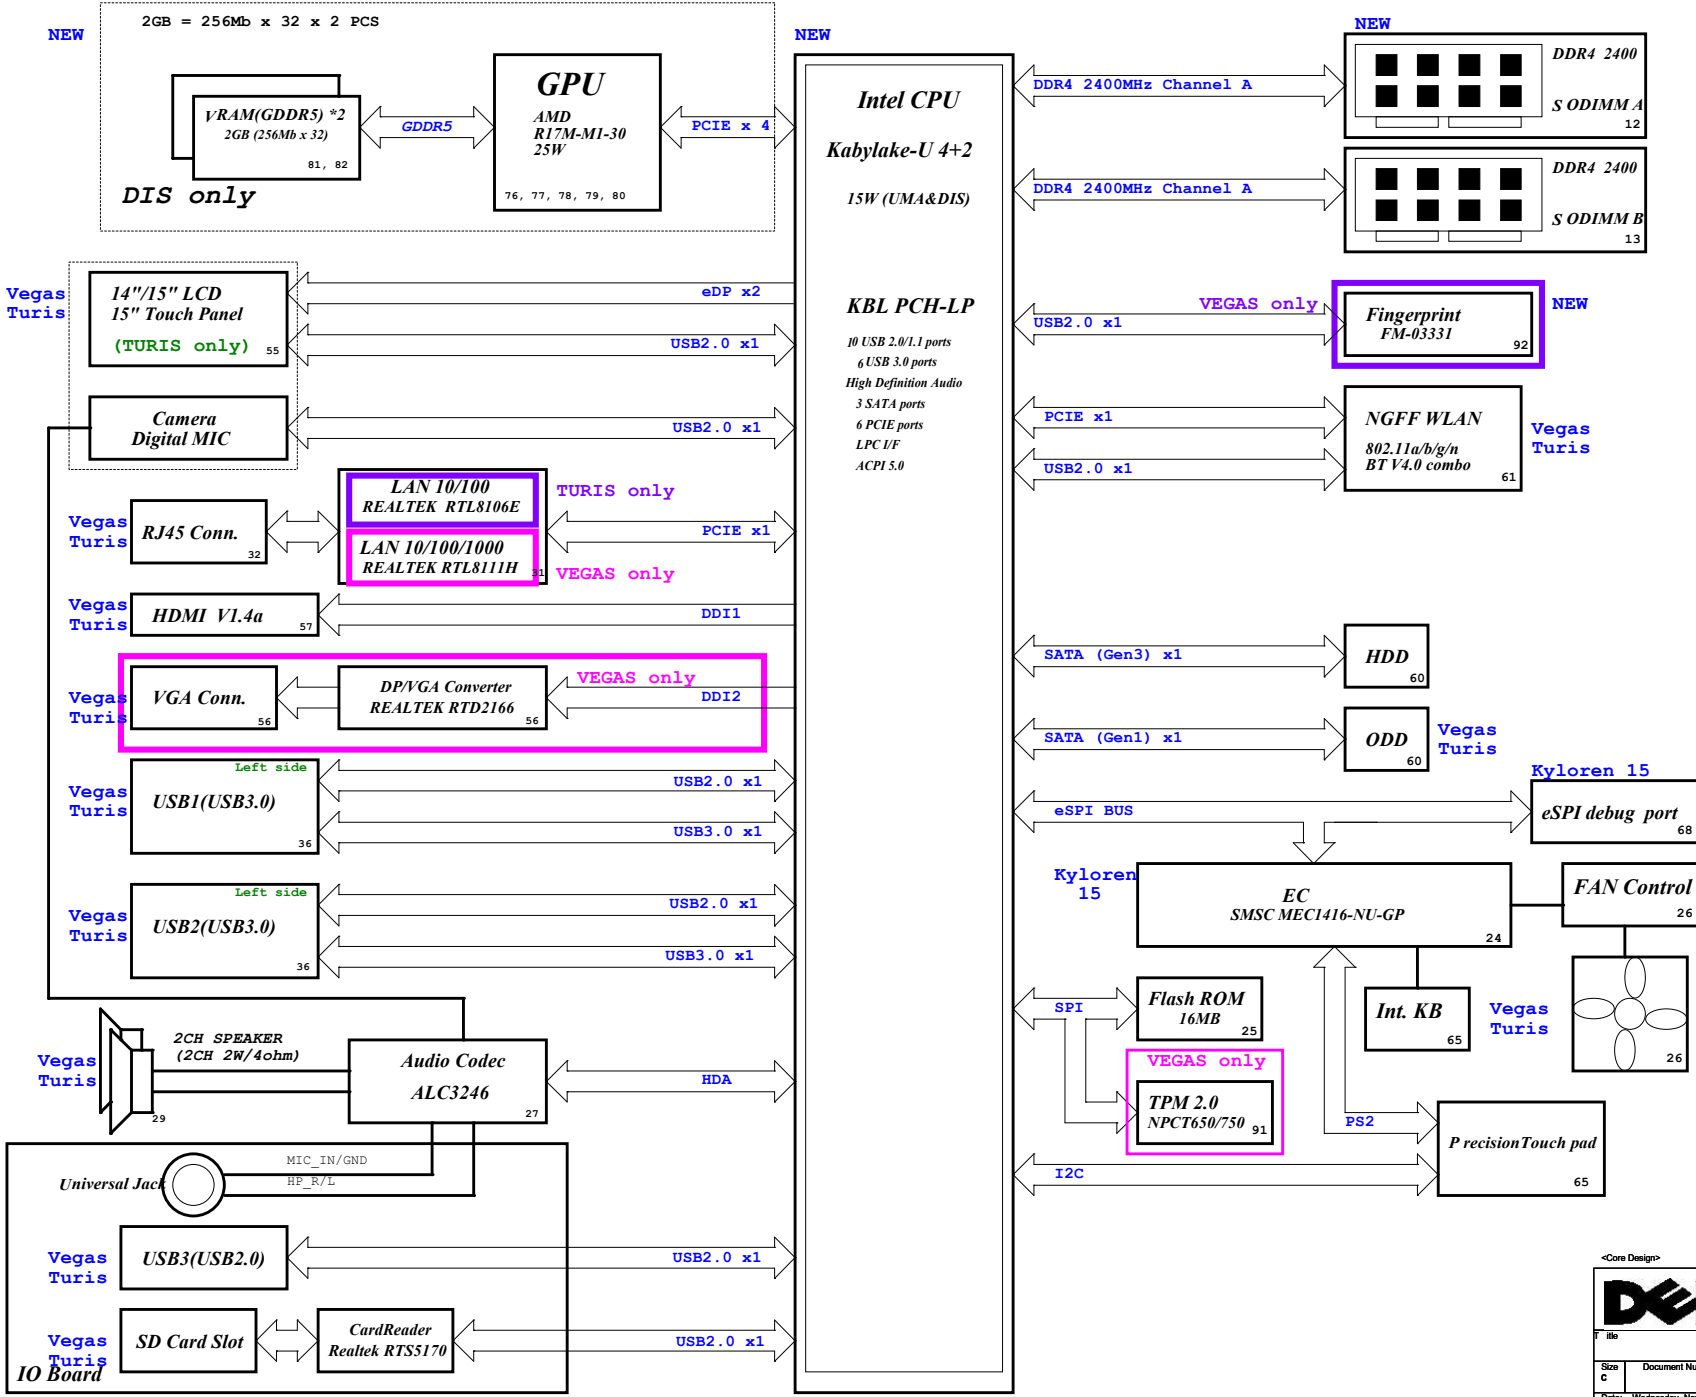 2GB = 256Mb x 32 x 2 PCS
NEW
VRAM(GDDR5) *2
2GB (256Mb x 32)
81, 82
DIS only
GDDR5
GPU
AMD
R17M-M1-30
25W
76, 77, 78, 79, 80
PCIE x 4
NEW
Intel CPU
Kabylake-U 4+2
15W (UMA&DIS)
KBL PCH-LP
10 USB 2.0/1.1 ports
6 USB 3.0 ports
High Definition Audio
3 SATA ports
6 PCIE ports
LPC I/F
ACPI 5.0
NEW
DDR4 2400MHz Channel A
DDR4 2400
S ODIMM A
12
DDR4 2400MHz Channel A
DDR4 2400
S ODIMM B
13
Vegas
Turis
14"/15" LCD
15" Touch Panel
(TURIS only)
55
eDP x2
USB2.0 x1
Camera
Digital MIC
USB2.0 x1
VEGAS only
USB2.0 x1
Fingerprint
FM-03331
92
NEW
PCIE x1
USB2.0 x1
NGFF WLAN
802.11a/b/g/n
BT V4.0 combo
61
Vegas
Turis
Vegas
Turis
RJ45 Conn.
32
LAN 10/100
REALTEK RTL8106E
LAN 10/100/1000
REALTEK RTL8111H
31
TURIS only
PCIE x1
VEGAS only
Vegas
Turis
HDMI V1.4a
57
DDI1
Vegas
Turis
VGA Conn.
56
DP/VGA Converter
REALTEK RTD2166
56
VEGAS only
DDI2
SATA (Gen3) x1
HDD
60
SATA (Gen1) x1
ODD
60
Vegas
Turis
Vegas
Turis
Left side
USB1(USB3.0)
36
USB2.0 x1
USB3.0 x1
Vegas
Turis
Left side
USB2(USB3.0)
36
USB2.0 x1
USB3.0 x1
eSPI BUS
Kyloren 15
eSPI debug port
68
Kyloren
15
EC
SMSC MEC1416-NU-GP
24
FAN Control
26
26
Int. KB
65
Vegas
Turis
SPI
Flash ROM
16MB
25
VEGAS only
TPM 2.0
NPCT650/750
91
PS2
I2C
P recisionTouch pad
65
Vegas
Turis
2CH SPEAKER
(2CH 2W/4ohm)
29
Audio Codec
ALC3246
27
HDA
MIC_IN/GND
HP_R/L
Universal Jack
Vegas
Turis
USB3(USB2.0)
USB2.0 x1
Vegas
Turis
SD Card Slot
CardReader
Realtek RTS5170
USB2.0 x1
IO Board
<Core Design>
DE
T itle
Size
C
Document Nu